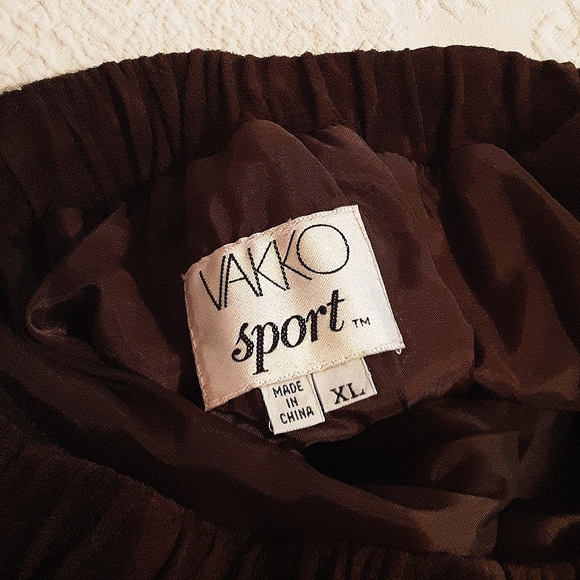 VAKKO
sport™
MADE
IN
CHINA
XL